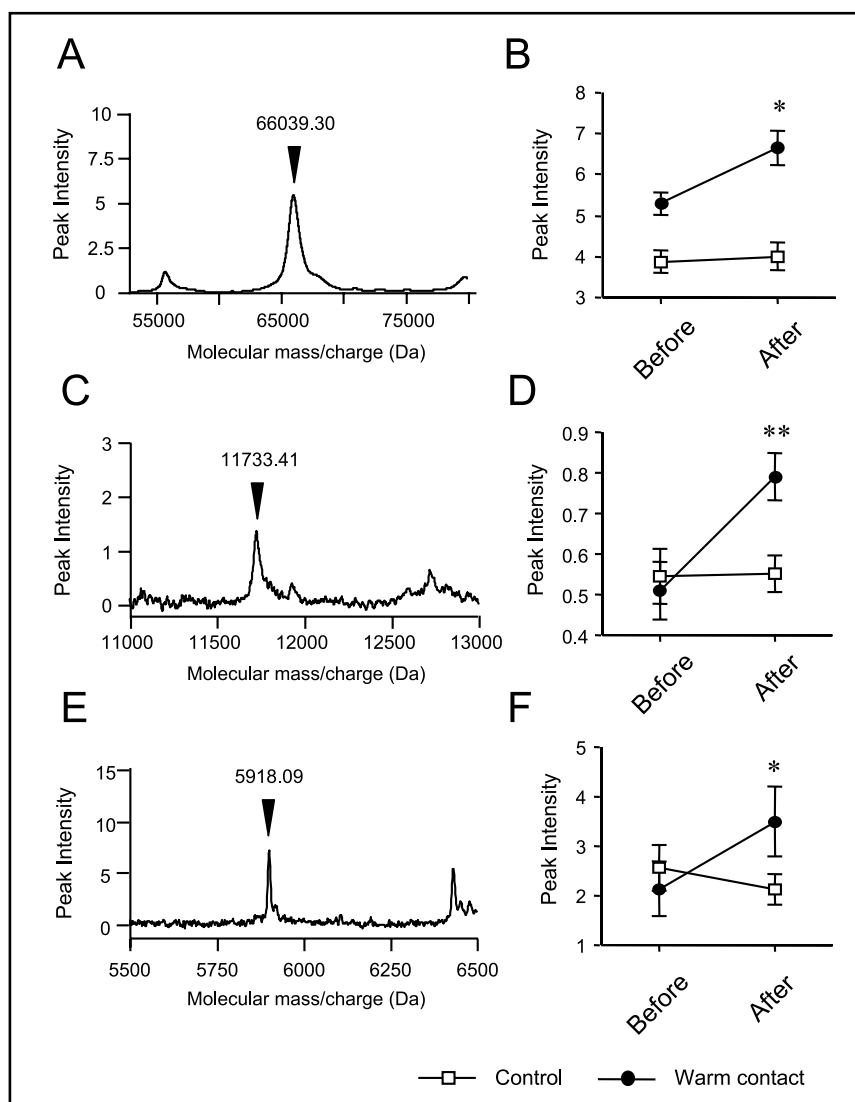 A
66039.30
10
7.5
5
2.5
0
Peak Intensity
55000 65000 75000
Molecular mass/charge (Da)
B
8
7
6
5
4
3
Peak Intensity
*
Before After
C
11733.41
3
2
1
0
Peak Intensity
11000 11500 12000 12500 13000
Molecular mass/charge (Da)
D
0.9
0.8
0.7
0.6
0.5
0.4
Peak Intensity
**
Before After
E
5918.09
15
10
5
0
Peak Intensity
5500 5750 6000 6250 6500
Molecular mass/charge (Da)
F
5
4
3
2
1
Peak Intensity
*
Before After
Control Warm contact